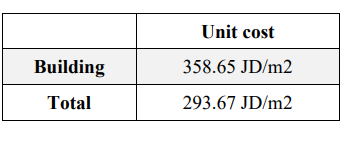 Unit cost
Building 358.65 JD/m2
Total 293.67 JD/m2